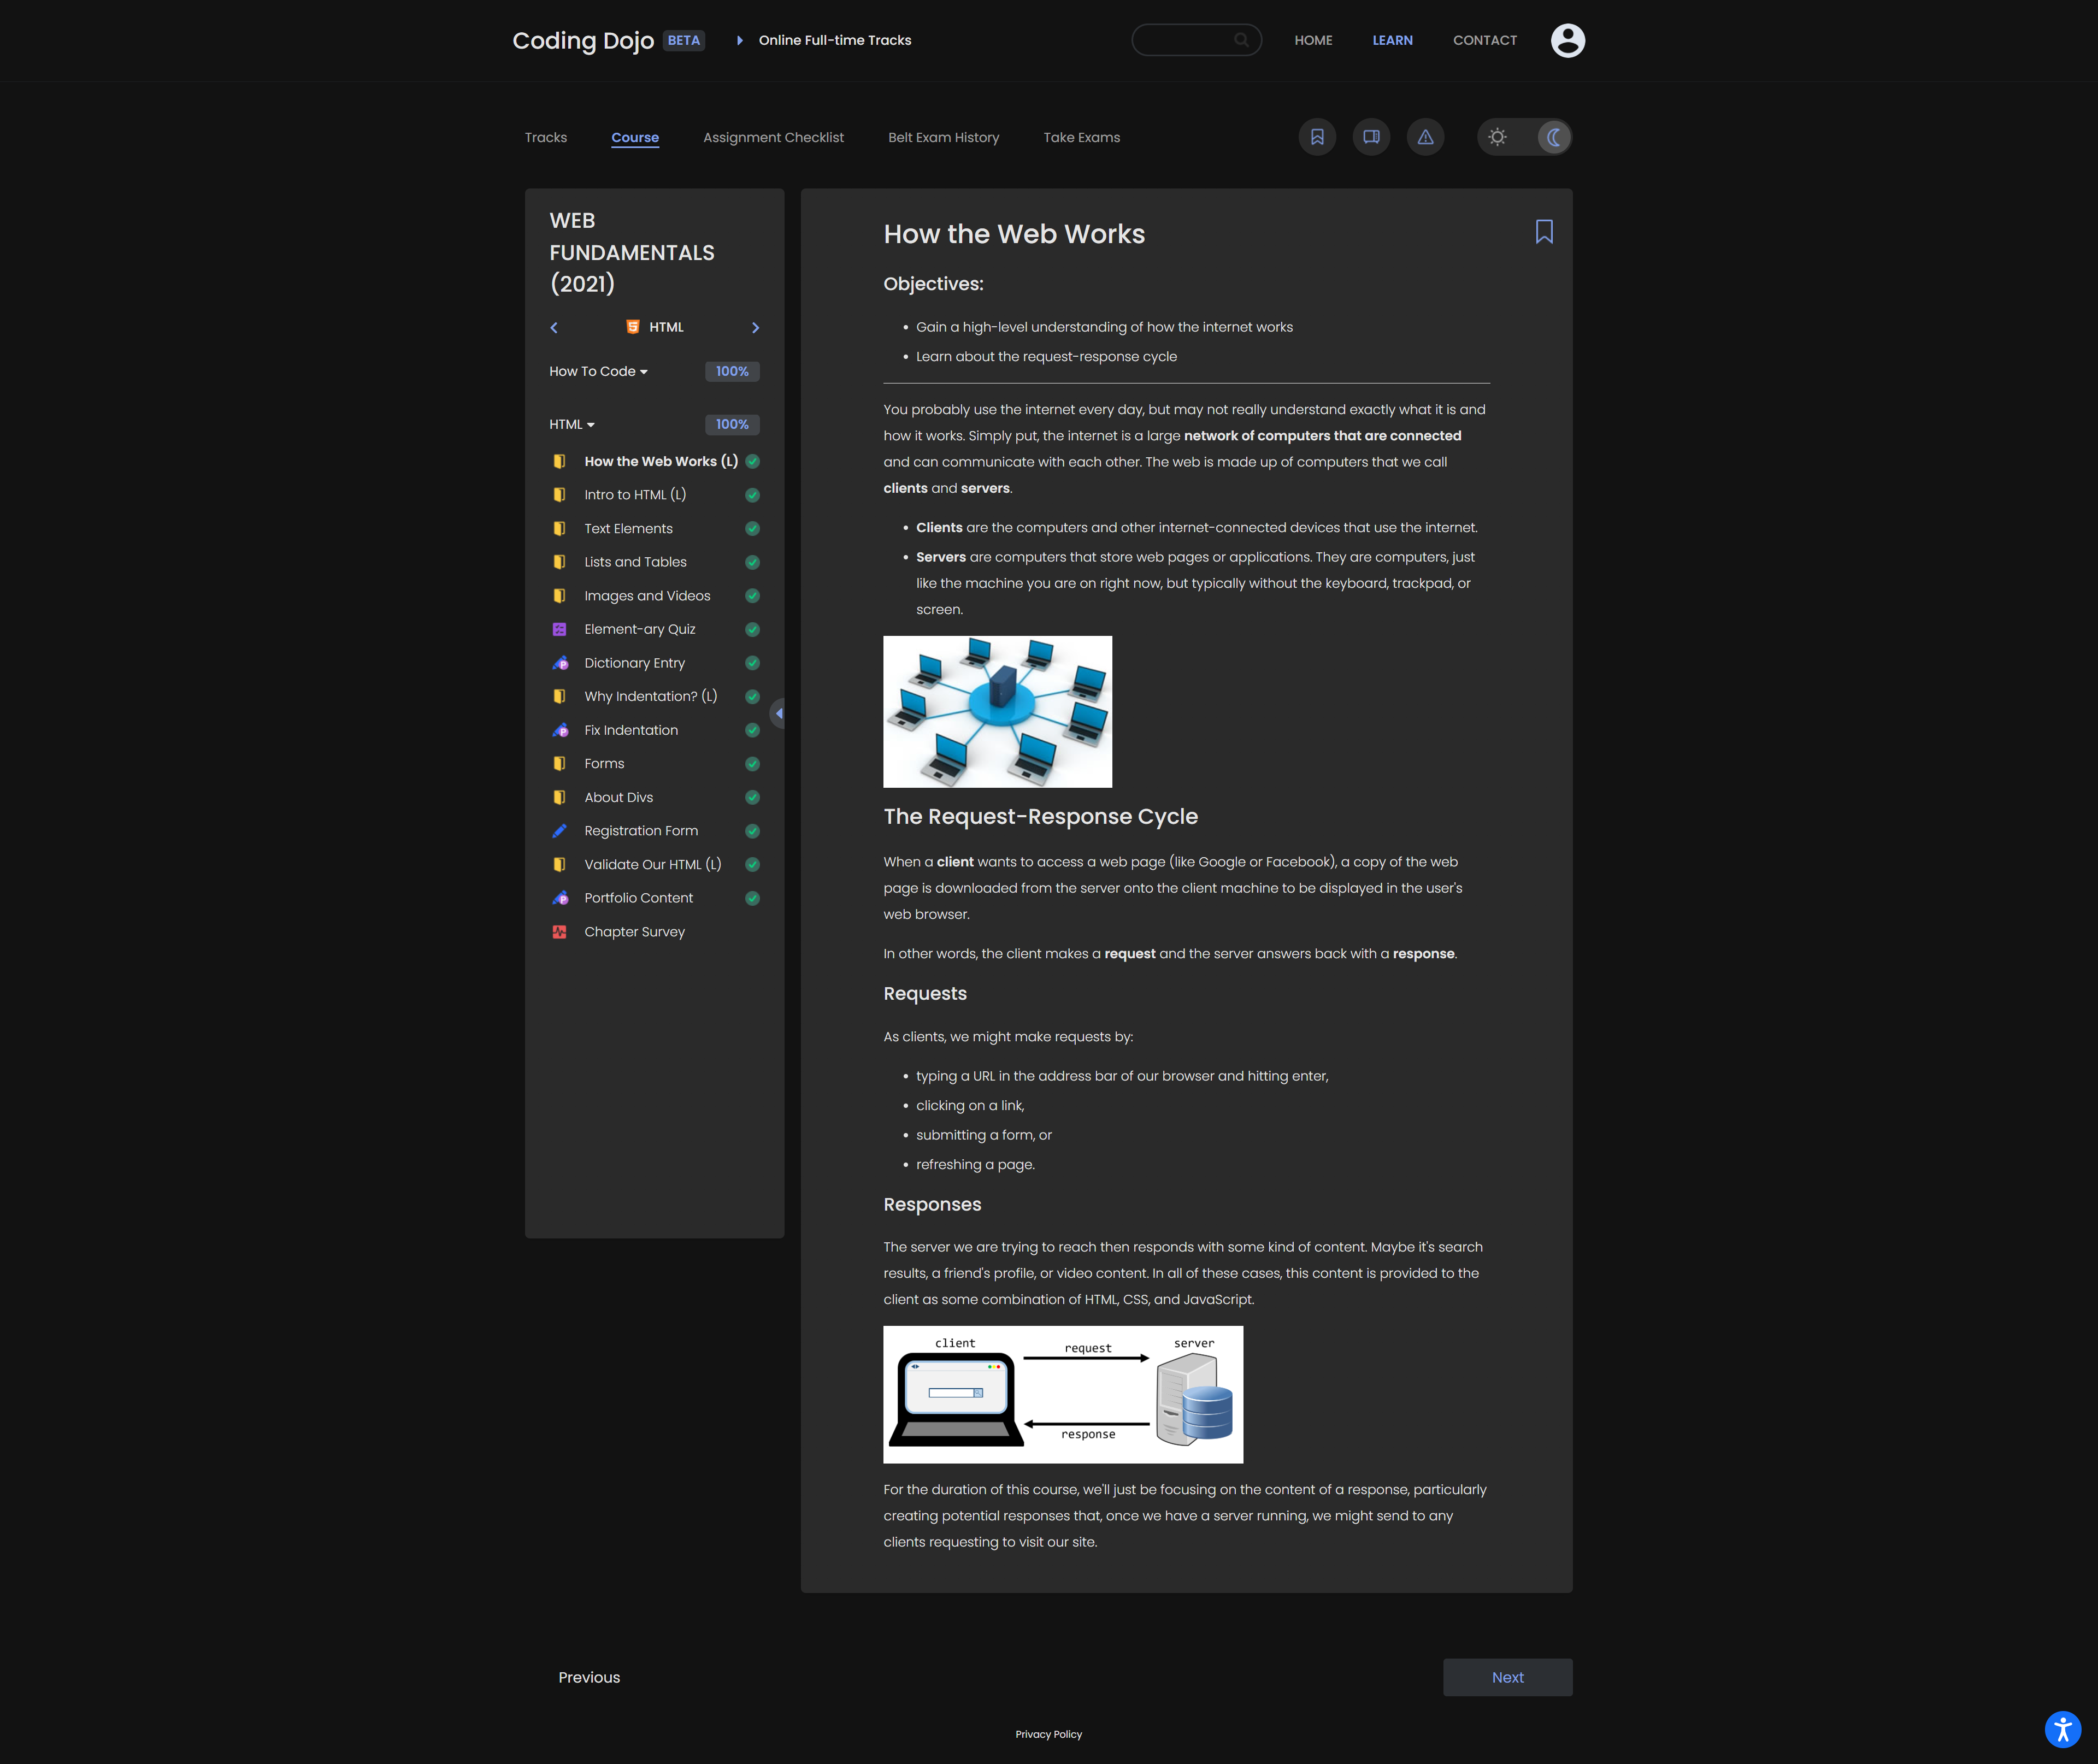 Coding Dojo BETA Online Full-time Tracks HOME LEARN CONTACT
Tracks Course Assignment Checklist Belt Exam History Take Exams
WEB
FUNDAMENTALS
(2021)
HTML
How To Code 100%
HTML 100%
How the Web Works (L)
Intro to HTML (L)
Text Elements
Lists and Tables
Images and Videos
Element-ary Quiz
Dictionary Entry
Why Indentation? (L)
Fix Indentation
Forms
About Divs
Registration Form
Validate Our HTML (L)
Portfolio Content
Chapter Survey
How the Web Works
Objectives:
• Gain a high-level understanding of how the internet works
• Learn about the request-response cycle
You probably use the internet every day, but may not really understand exactly what it is and
how it works. Simply put, the internet is a large network of computers that are connected
and can communicate with each other. The web is made up of computers that we call
clients and servers.
• Clients are the computers and other internet-connected devices that use the internet.
• Servers are computers that store web pages or applications. They are computers, just
like the machine you are on right now, but typically without the keyboard, trackpad, or
screen.
The Request-Response Cycle
When a client wants to access a web page (like Google or Facebook), a copy of the web
page is downloaded from the server onto the client machine to be displayed in the user's
web browser.
In other words, the client makes a request and the server answers back with a response.
Requests
As clients, we might make requests by:
• typing a URL in the address bar of our browser and hitting enter,
• clicking on a link,
• submitting a form, or
• refreshing a page.
Responses
The server we are trying to reach then responds with some kind of content. Maybe it's search
results, a friend's profile, or video content. In all of these cases, this content is provided to the
client as some combination of HTML, CSS, and JavaScript.
client
request
server
response
For the duration of this course, we'll just be focusing on the content of a response, particularly
creating potential responses that, once we have a server running, we might send to any
clients requesting to visit our site.
Previous
Next
Privacy Policy